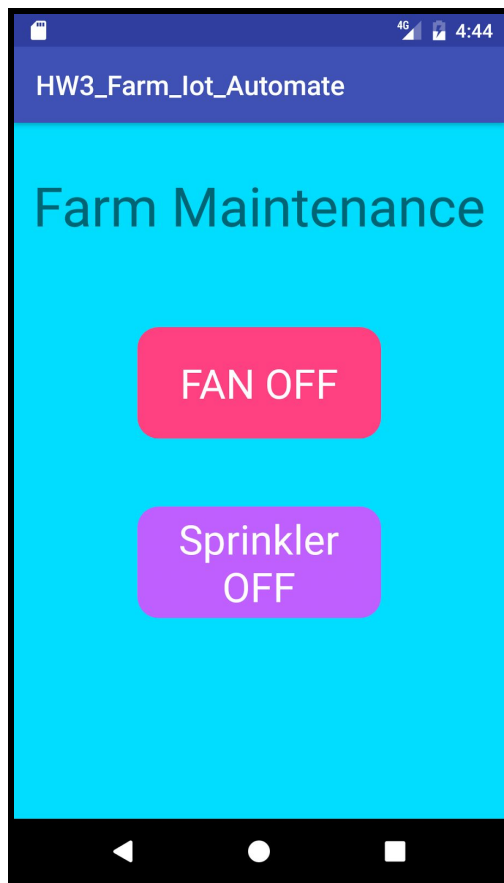 4G 4:44
HW3_Farm_Iot_Automate
Farm Maintenance
FAN OFF
Sprinkler
OFF